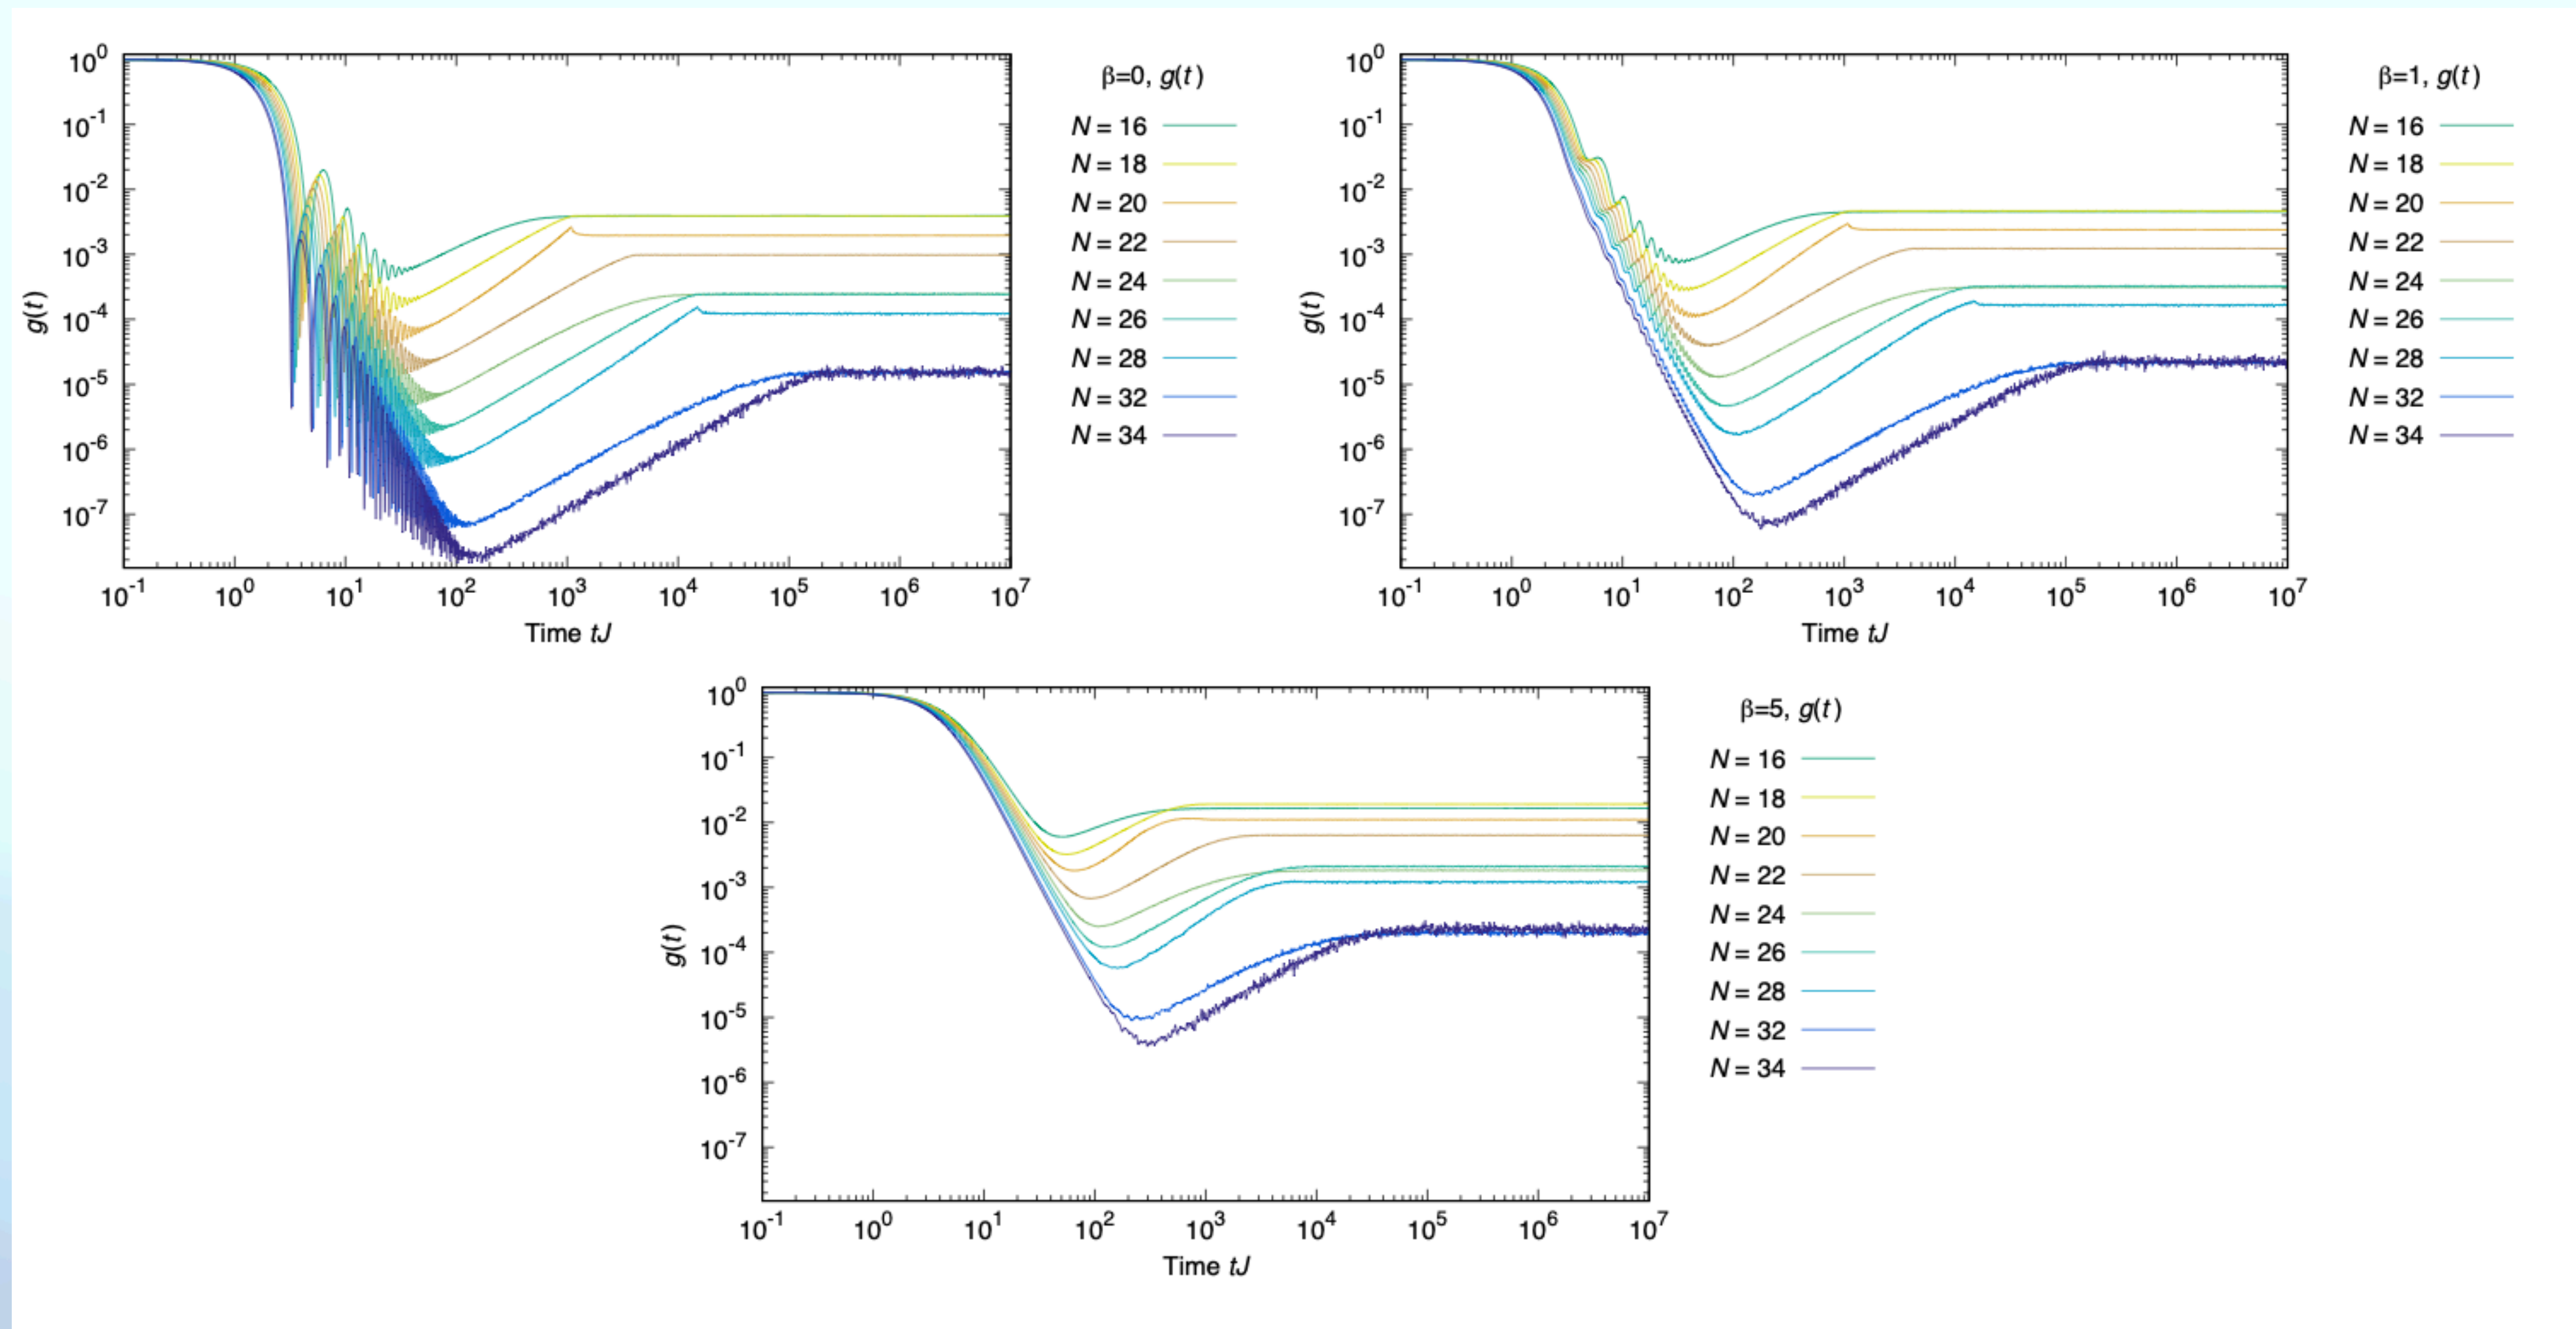 10^0
10^-1
10^-2
10^-3
10^-4
10^-5
10^-6
10^-7
g(t)
10^-1 10^0 10^1 10^2 10^3 10^4 10^5 10^6 10^7
Time tJ
β=0, g(t)
N = 16
N = 18
N = 20
N = 22
N = 24
N = 26
N = 28
N = 32
N = 34
10^0
10^-1
10^-2
10^-3
10^-4
10^-5
10^-6
10^-7
g(t)
10^-1 10^0 10^1 10^2 10^3 10^4 10^5 10^6 10^7
Time tJ
β=1, g(t)
N = 16
N = 18
N = 20
N = 22
N = 24
N = 26
N = 28
N = 32
N = 34
10^0
10^-1
10^-2
10^-3
10^-4
10^-5
10^-6
10^-7
g(t)
10^-1 10^0 10^1 10^2 10^3 10^4 10^5 10^6 10^7
Time tJ
β=5, g(t)
N = 16
N = 18
N = 20
N = 22
N = 24
N = 26
N = 28
N = 32
N = 34